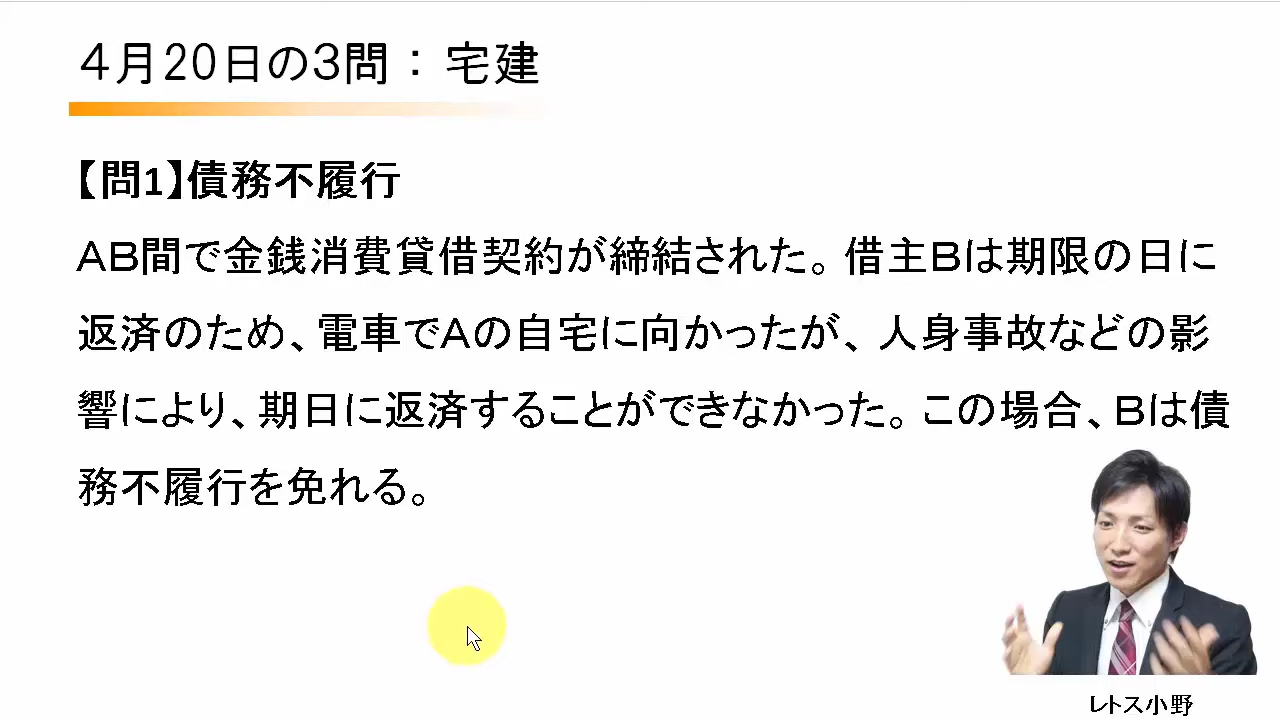 4月20日の3問：宅建
【問1】債務不履行
ＡＢ間で金銭消費貸借契約が締結された。借主Ｂは期限の日に
返済のため、電車でＡの自宅に向かったが、人身事故などの影
響により、期日に返済することができなかった。この場合、Ｂは債
務不履行を免れる。
レトス小野